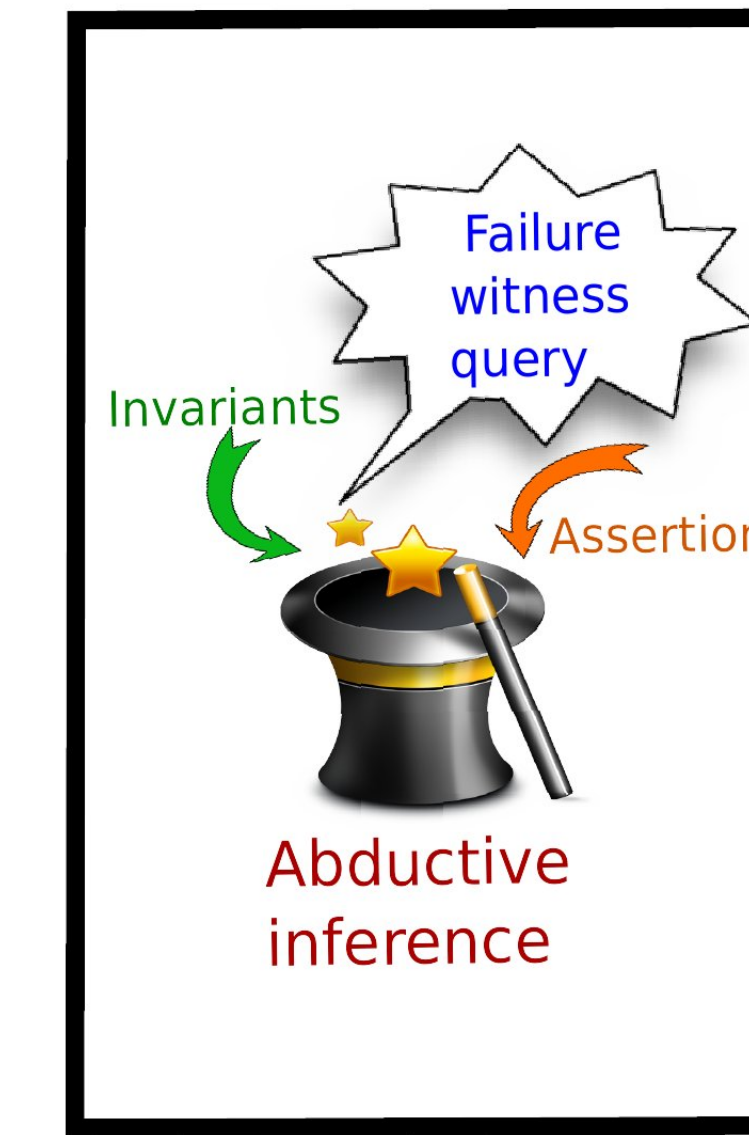 Failure
witness
query
Invariants
Assertion
Abductive
inference